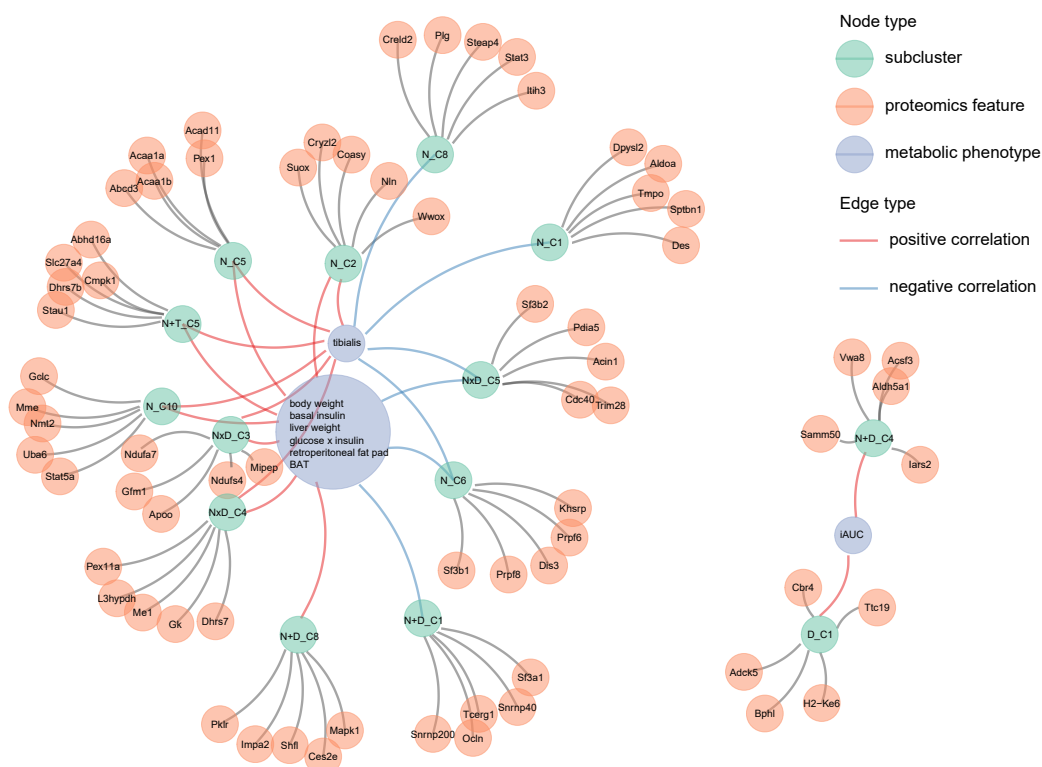 Node type
subcluster
proteomics feature
metabolic phenotype
Edge type
positive correlation
negative correlation
Creld2
Plg
Steap4
Stat3
Itih3
N_C8
Acad11
Pex1
Acaa1a
Acaa1b
Abcd3
N_C5
Cryzl2
Coasy
Suox
Nln
Wwox
N_C2
Dpysl2
Aldoa
Tmpo
Sptbn1
Des
N_C1
Abhd16a
Slc27a4
Cmpk1
Dhrs7b
Stau1
N+T_C5
tibialis
Sf3b2
Pdia5
Acin1
Cdc40
Trim28
NxD_C5
Gclc
Mme
Nmt2
Uba6
Stat5a
N_C10
body weight
basal insulin
liver weight
glucose x insulin
retroperitoneal fat pad
BAT
NxD_C3
Ndufa7
Mipep
Ndufs4
Gfm1
Apoo
NxD_C4
Pex11a
L3hypdh
Me1
Gk
Dhrs7
N_C6
Khsrp
Prpf6
Dis3
Prpf8
Sf3b1
N+D_C8
Pklr
Impa2
Shfl
Ces2e
Mapk1
N+D_C1
Sf3a1
Snrnp40
Tcerg1
Ocln
Snrnp200
Vwa8
Acsf3
Aldh5a1
Samm50
N+D_C4
Iars2
iAUC
Cbr4
Ttc19
D_C1
Adck5
Bphl
H2−Ke6